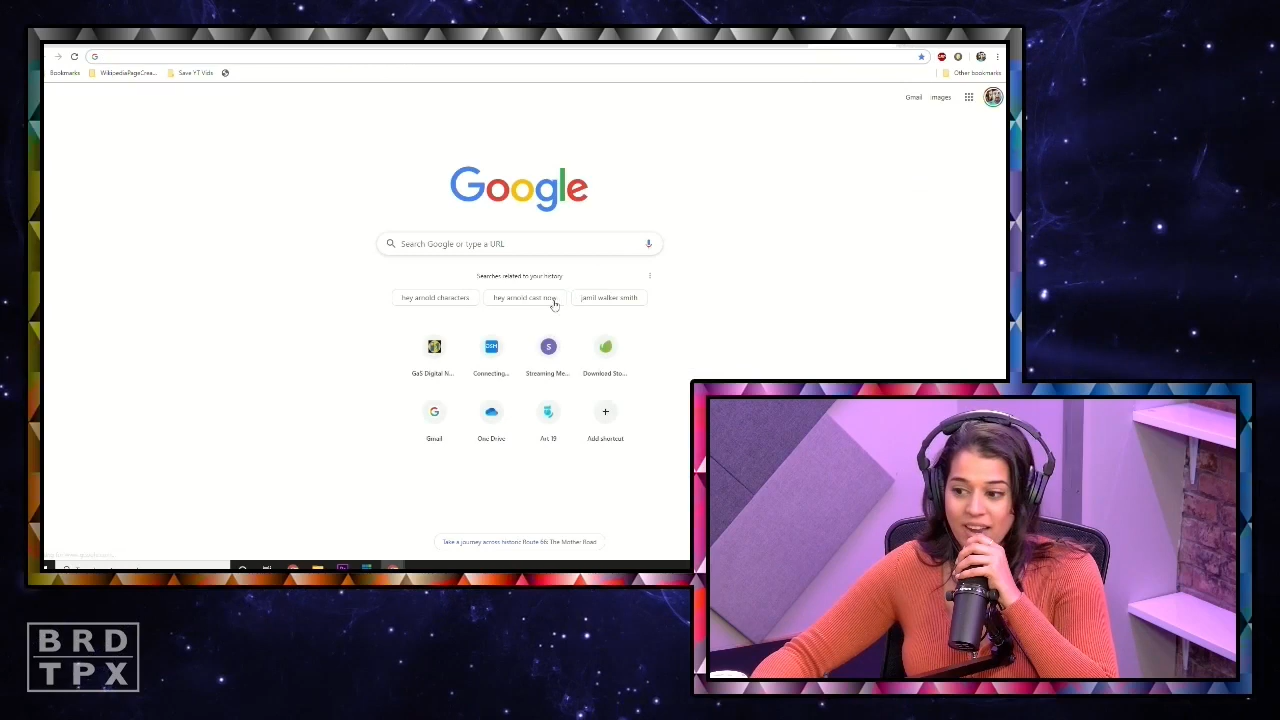 Bookmarks WikipediaPageCrea... Save YT Vids Other bookmarks
Gmail Images
Google
Search Google or type a URL
Searches related to your history
hey arnold characters hey arnold cast now jamil walker smith
GaS Digital N... Connecting... Streaming Me... Download Sto...
Gmail One Drive Art 19 Add shortcut
Take a journey across historic Route 66: The Mother Road
BRD
TPX